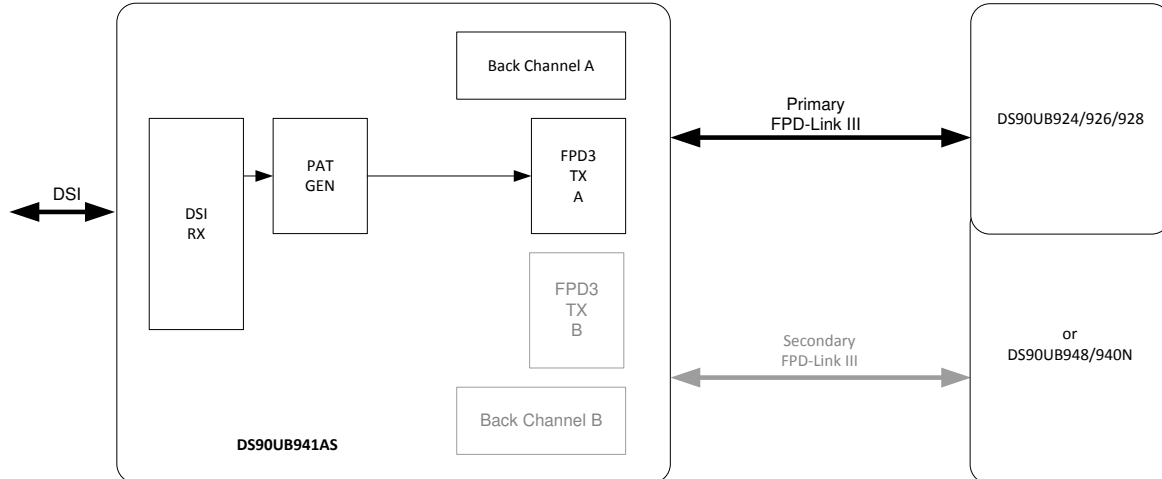 Back Channel A
Primary
FPD-Link III
DS90UB924/926/928
FPD3
TX
A
PAT
GEN
DSI
DSI
RX
FPD3
TX
B
Secondary
FPD-Link III
or
DS90UB948/940N
Back Channel B
DS90UB941AS